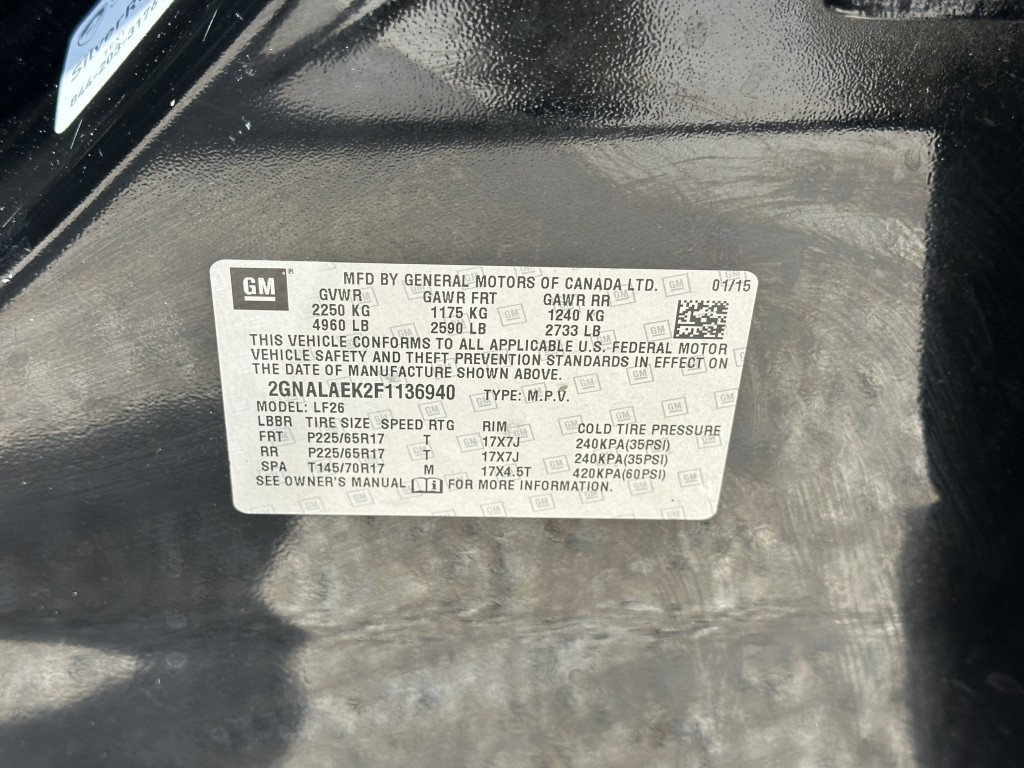 SilverR
844-203-317
GM
MFD BY GENERAL MOTORS OF CANADA LTD. 01/15
GVWR GAWR FRT GAWR RR
2250 KG 1175 KG 1240 KG
4960 LB 2590 LB 2733 LB
THIS VEHICLE CONFORMS TO ALL APPLICABLE U.S. FEDERAL MOTOR
VEHICLE SAFETY AND THEFT PREVENTION STANDARDS IN EFFECT ON
THE DATE OF MANUFACTURE SHOWN ABOVE.
2GNALAEK2F1136940 TYPE: M.P.V.
MODEL: LF26
LBBR TIRE SIZE SPEED RTG RIM COLD TIRE PRESSURE
FRT P225/65R17 T 17X7J 240KPA(35PSI)
RR P225/65R17 T 17X7J 240KPA(35PSI)
SPA T145/70R17 M 17X4.5T 420KPA(60PSI)
SEE OWNER'S MANUAL FOR MORE INFORMATION.